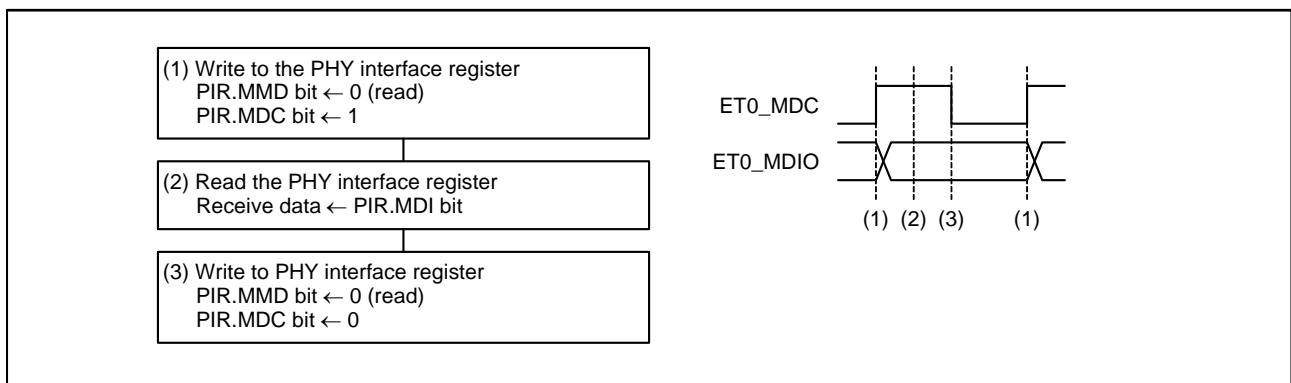 (1) Write to the PHY interface register
PIR.MMD bit ← 0 (read)
PIR.MDC bit ← 1
(2) Read the PHY interface register
Receive data ← PIR.MDI bit
(3) Write to PHY interface register
PIR.MMD bit ← 0 (read)
PIR.MDC bit ← 0
ET0_MDC
ET0_MDIO
(1) (2) (3) (1)